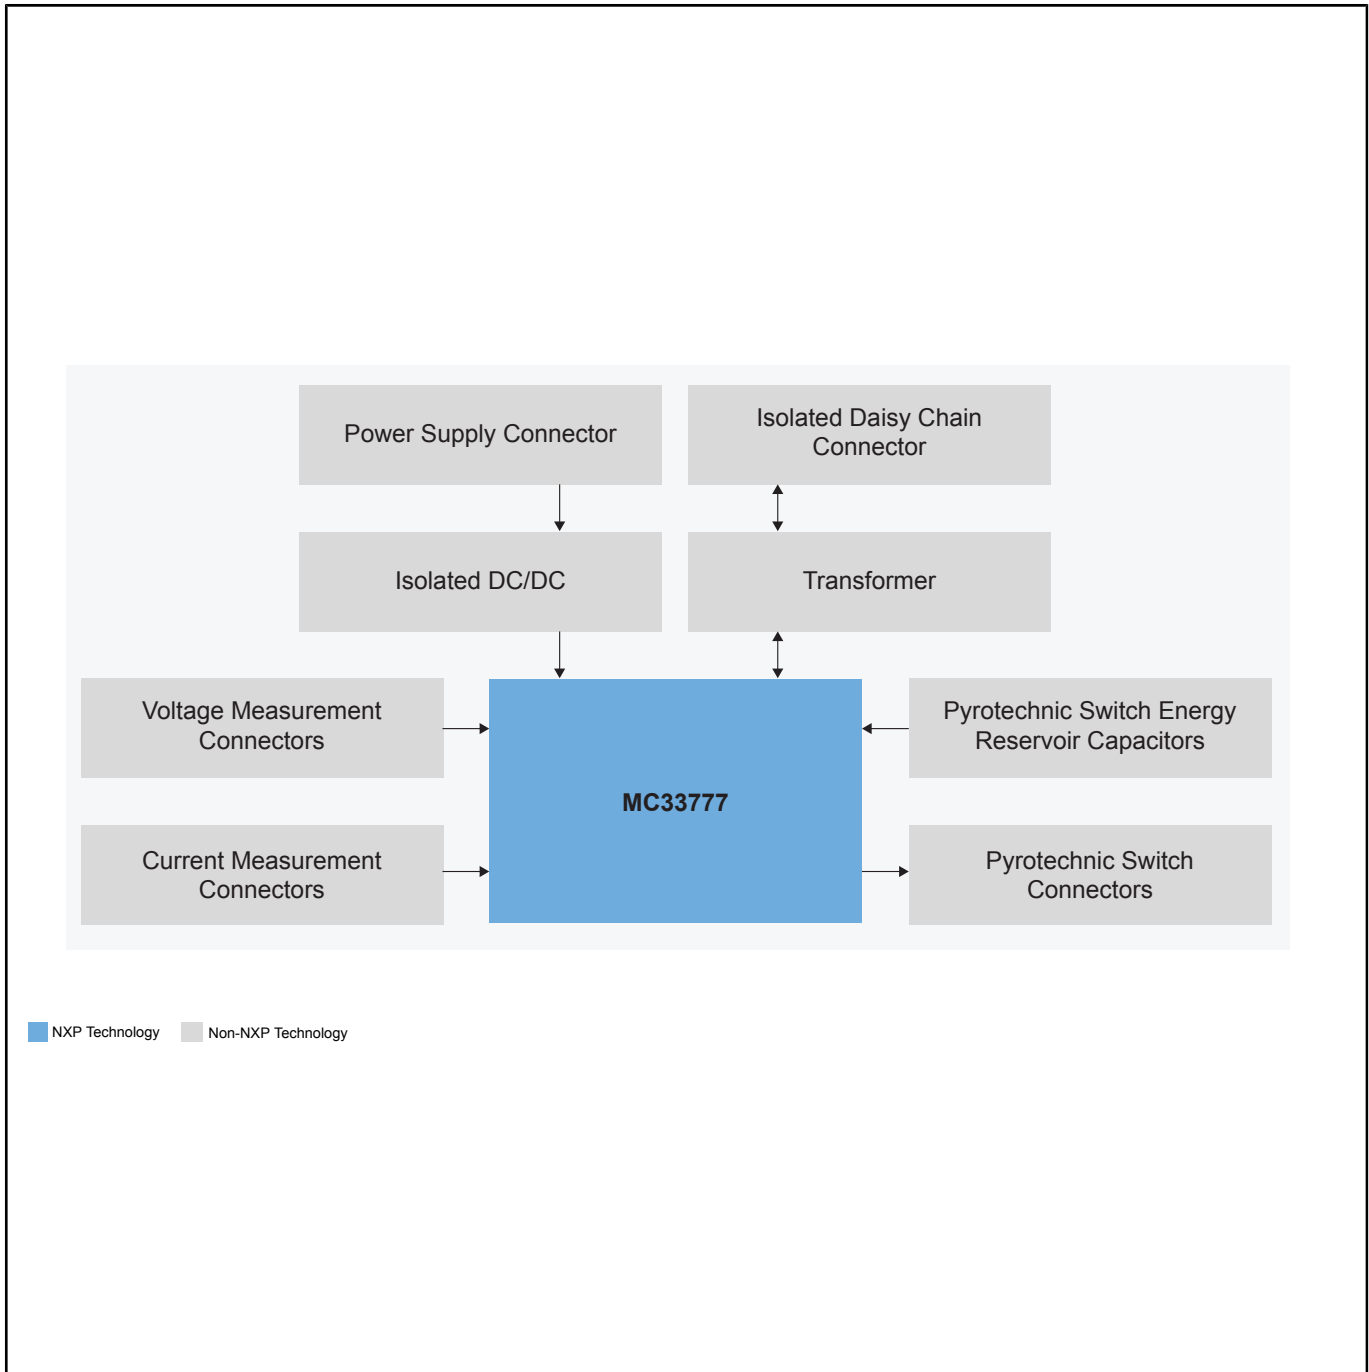 Power Supply Connector
Isolated Daisy Chain
Connector
Isolated DC/DC
Transformer
Voltage Measurement
Connectors
Pyrotechnic Switch Energy
Reservoir Capacitors
MC33777
Current Measurement
Connectors
Pyrotechnic Switch
Connectors
NXP Technology
Non-NXP Technology